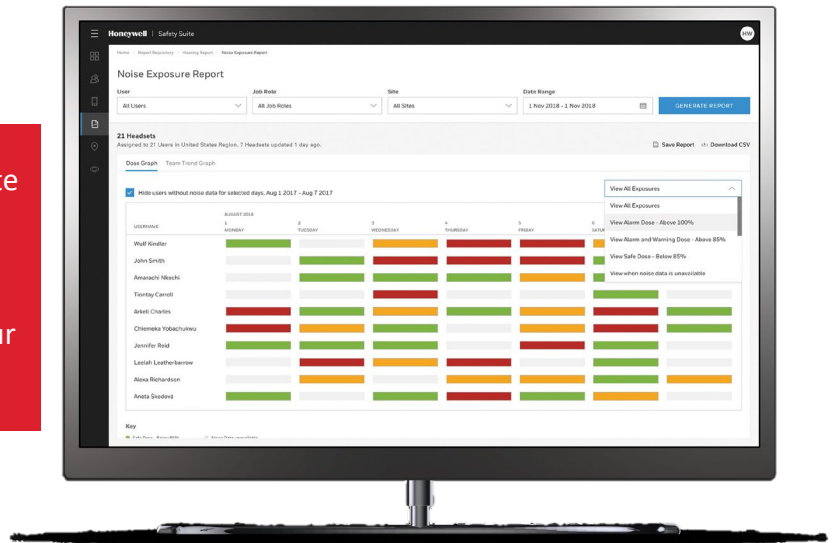 Honeywell | Safety Suite
HW
Home > Report Repository > Hearing Report > Noise Exposure Report
Noise Exposure Report
User Job Role Site Date Range
All Users All Job Roles All Sites 1 Nov 2018 - 1 Nov 2018 GENERATE REPORT
21 Headsets
Assigned to 21 Users in United States Region. 7 Headsets updated 1 day ago.
Save Report Download CSV
Dose Graph Team Trend Graph
Hide users without noise data for selected days, Aug 1 2017 - Aug 7 2017
View All Exposures
View All Exposures
View Alarm Dose - Above 100%
View Alarm and Warning Dose - Above 85%
View Safe Dose - Below 85%
View when noise data is unavailable
AUGUST 2018
USERNAME
1 2 3 4 5 6
MONDAY TUESDAY WEDNESDAY THURSDAY FRIDAY SATUR
Wulf Kindler
John Smith
Amarachi Nkechi
Tiontay Carroll
Arkell Charles
Chiemeka Yobachukwu
Jennifer Reid
Leelah Leatherbarrow
Alexa Richardson
Aneta Škodová
Key
te
ur